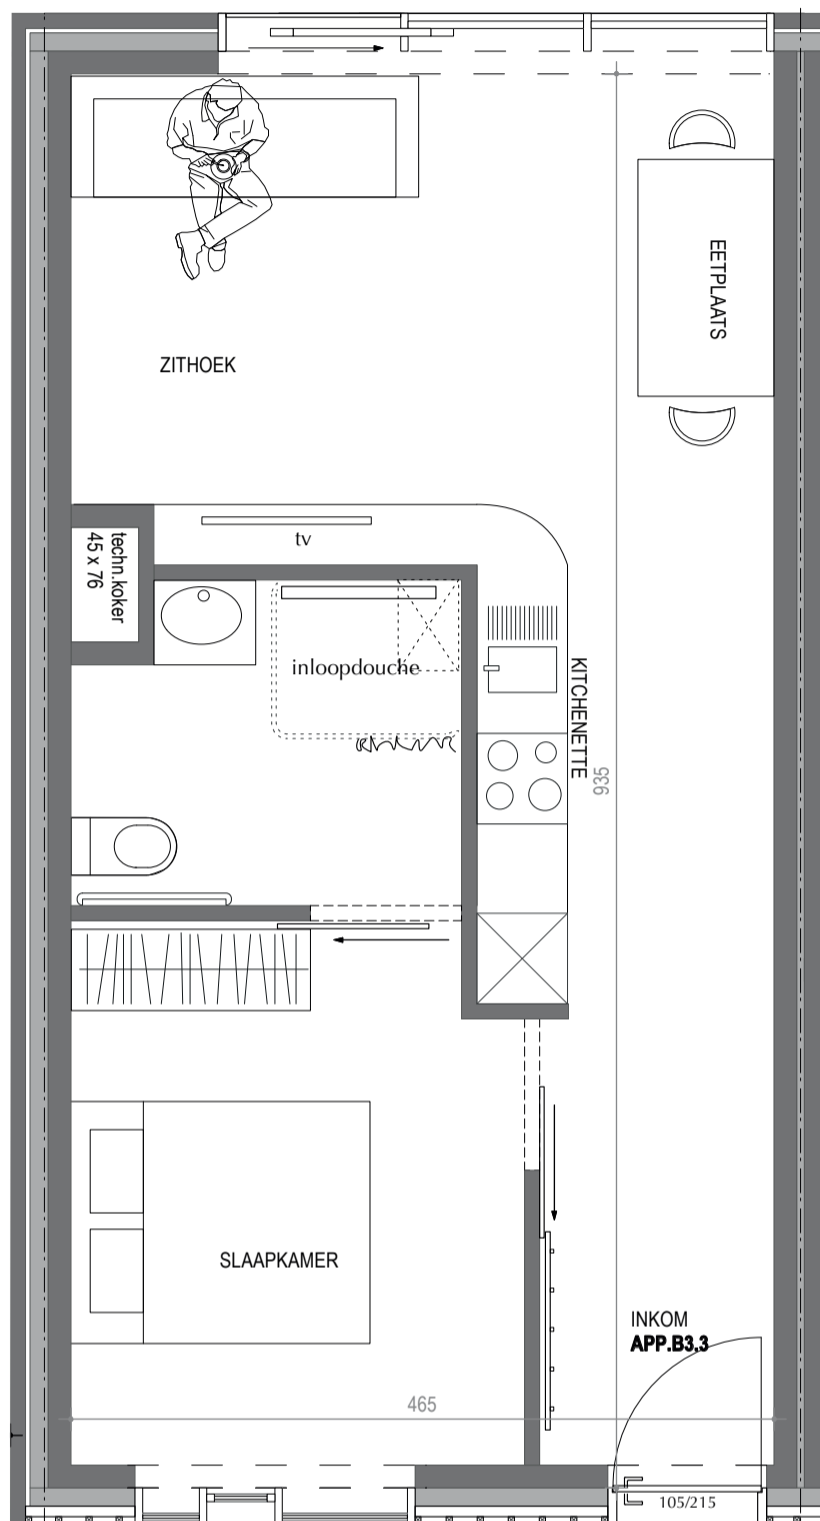 EETPLAATS
ZITHOEK
tv
techn.koker
45 x 76
inloopdouche
KITCHENETTE
935
SLAAPKAMER
INKOM
APP.B3.3
465
105/215